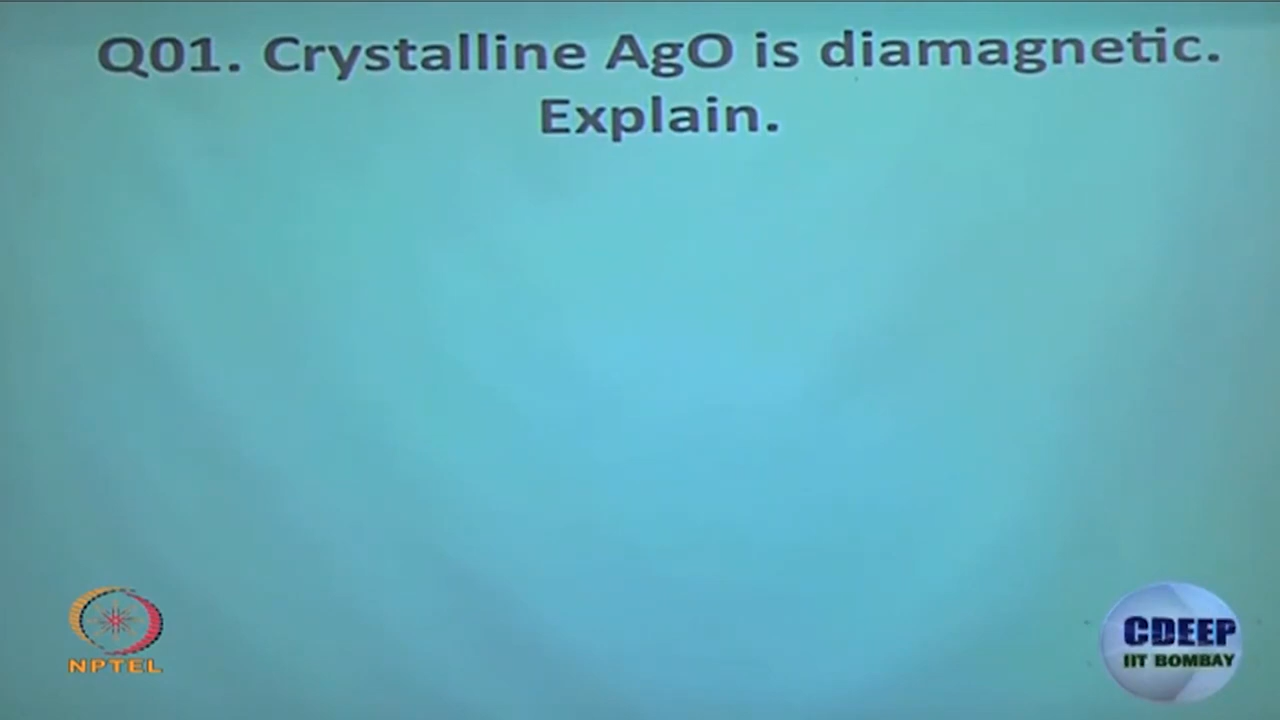 Q01. Crystalline AgO is diamagnetic.
Explain.
NPTEL
CDEEP
IIT BOMBAY